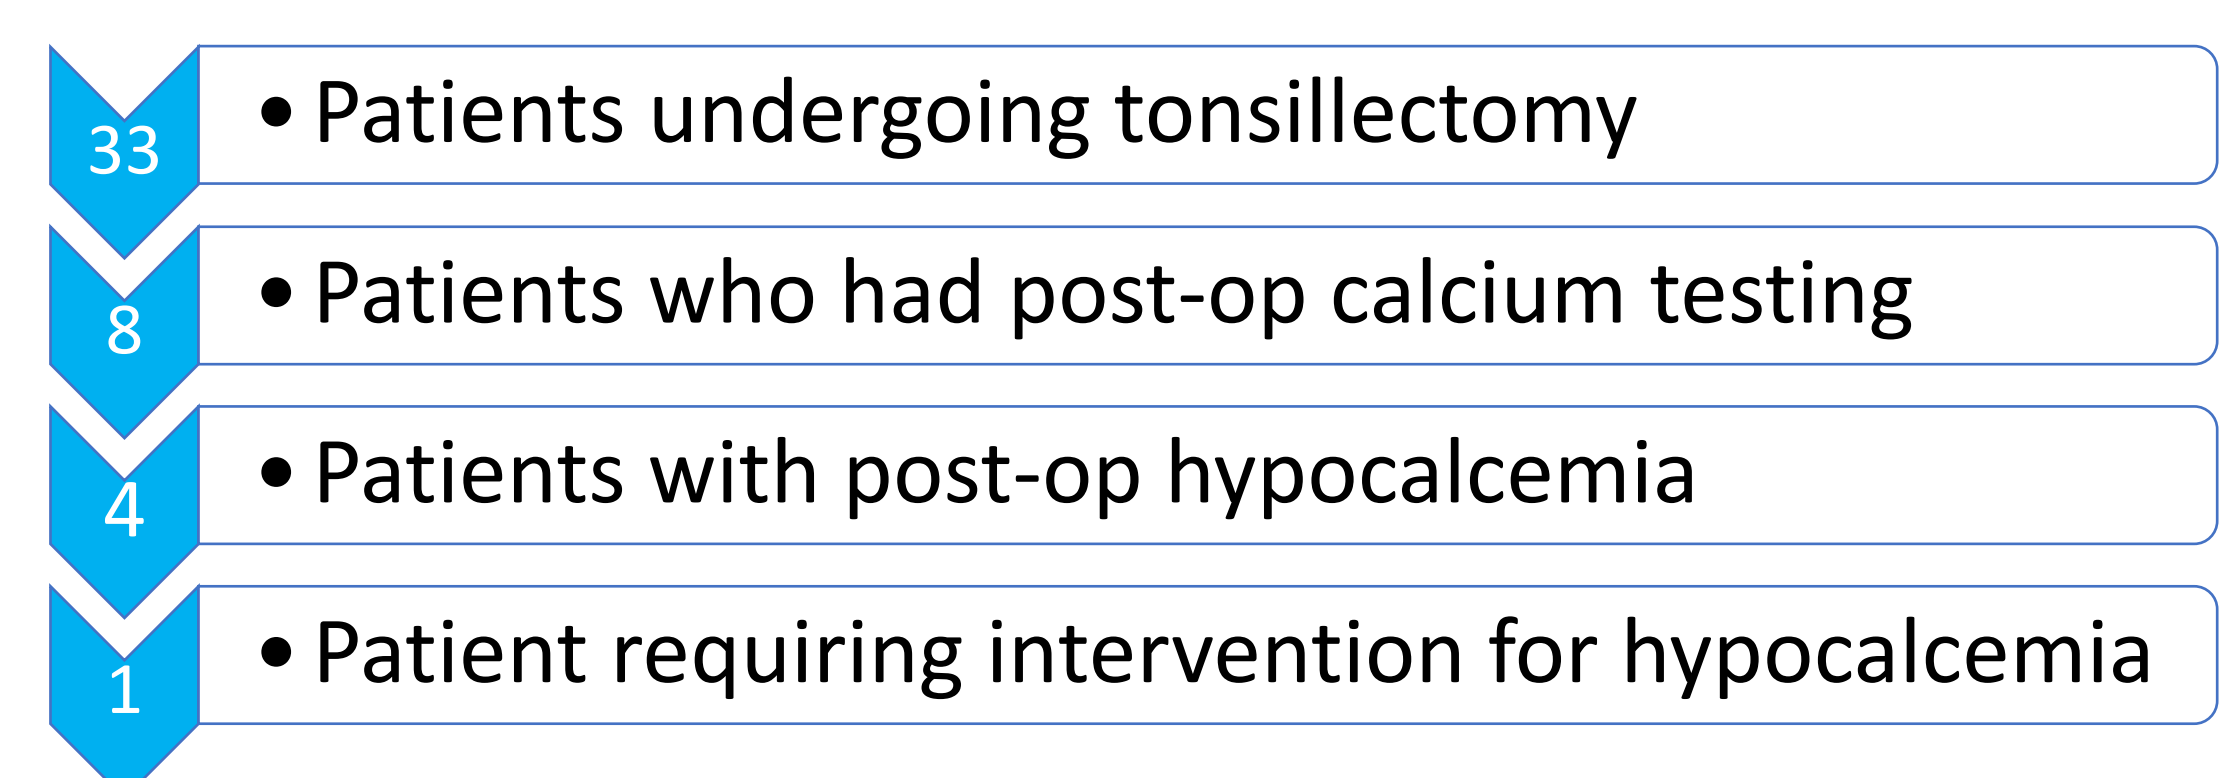 33
• Patients undergoing tonsillectomy
8
• Patients who had post-op calcium testing
4
• Patients with post-op hypocalcemia
1
• Patient requiring intervention for hypocalcemia